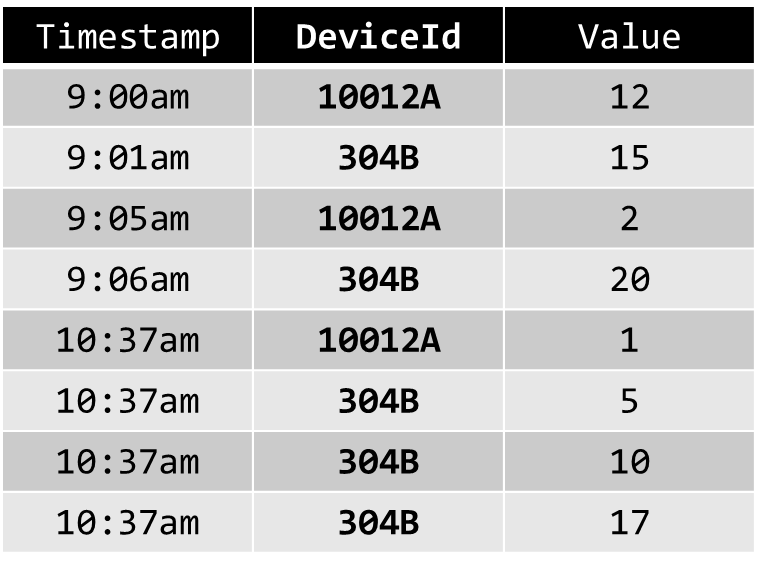 Timestamp DeviceId Value
9:00am 10012A 12
9:01am 304B 15
9:05am 10012A 2
9:06am 304B 20
10:37am 10012A 1
10:37am 304B 5
10:37am 304B 10
10:37am 304B 17